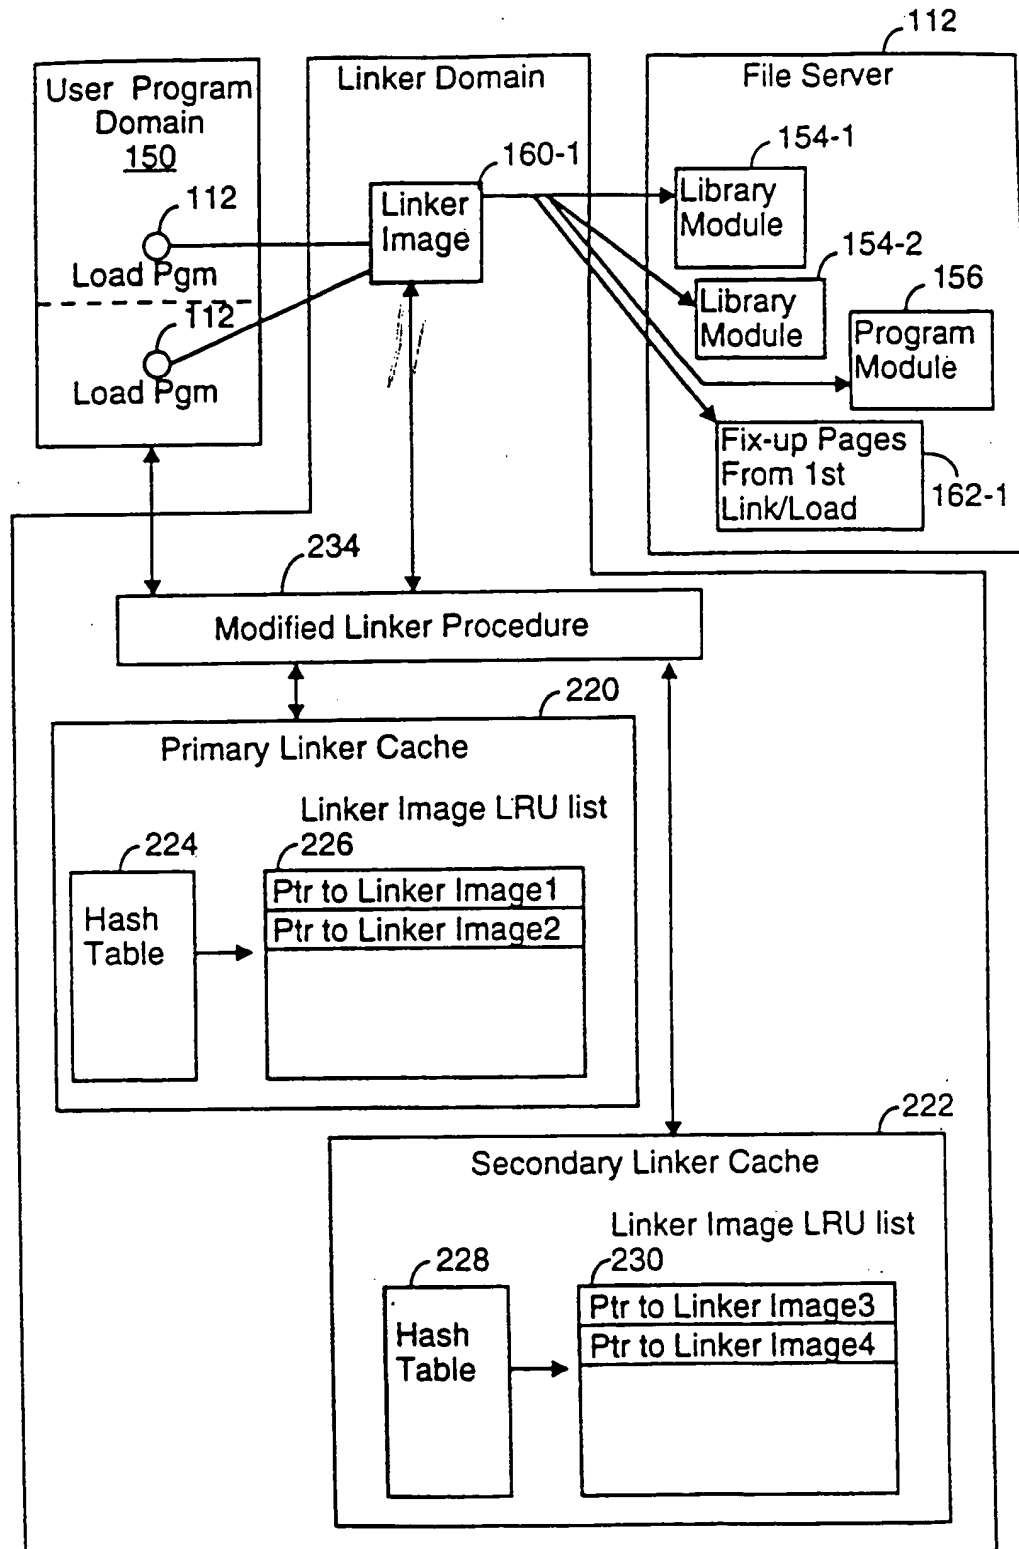 112
User Program
Domain
150
112
Load Pgm
112
Load Pgm
Linker Domain
160-1
Linker
Image
File Server
154-1
Library
Module
154-2
Library
Module
156
Program
Module
Fix-up Pages
From 1st
Link/Load
162-1
234
Modified Linker Procedure
220
Primary Linker Cache
Linker Image LRU list
224
226
Hash
Table
Ptr to Linker Image1
Ptr to Linker Image2
222
Secondary Linker Cache
Linker Image LRU list
228
230
Hash
Table
Ptr to Linker Image3
Ptr to Linker Image4